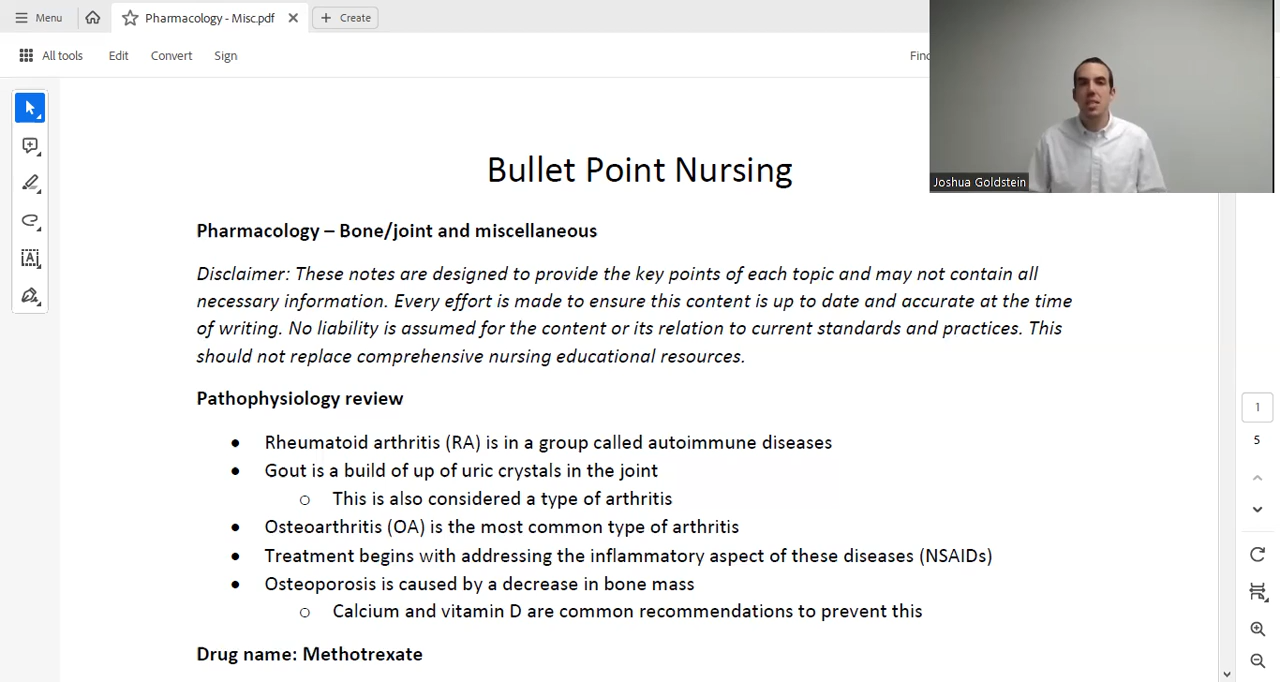 Menu
Pharmacology - Misc.pdf
Create
All tools
Edit
Convert
Sign
Joshua Goldstein
Bullet Point Nursing
Pharmacology – Bone/joint and miscellaneous
Disclaimer: These notes are designed to provide the key points of each topic and may not contain all
necessary information. Every effort is made to ensure this content is up to date and accurate at the time
of writing. No liability is assumed for the content or its relation to current standards and practices. This
should not replace comprehensive nursing educational resources.
Pathophysiology review
• Rheumatoid arthritis (RA) is in a group called autoimmune diseases
• Gout is a build of up of uric crystals in the joint
o This is also considered a type of arthritis
• Osteoarthritis (OA) is the most common type of arthritis
• Treatment begins with addressing the inflammatory aspect of these diseases (NSAIDs)
• Osteoporosis is caused by a decrease in bone mass
o Calcium and vitamin D are common recommendations to prevent this
Drug name: Methotrexate
1
5